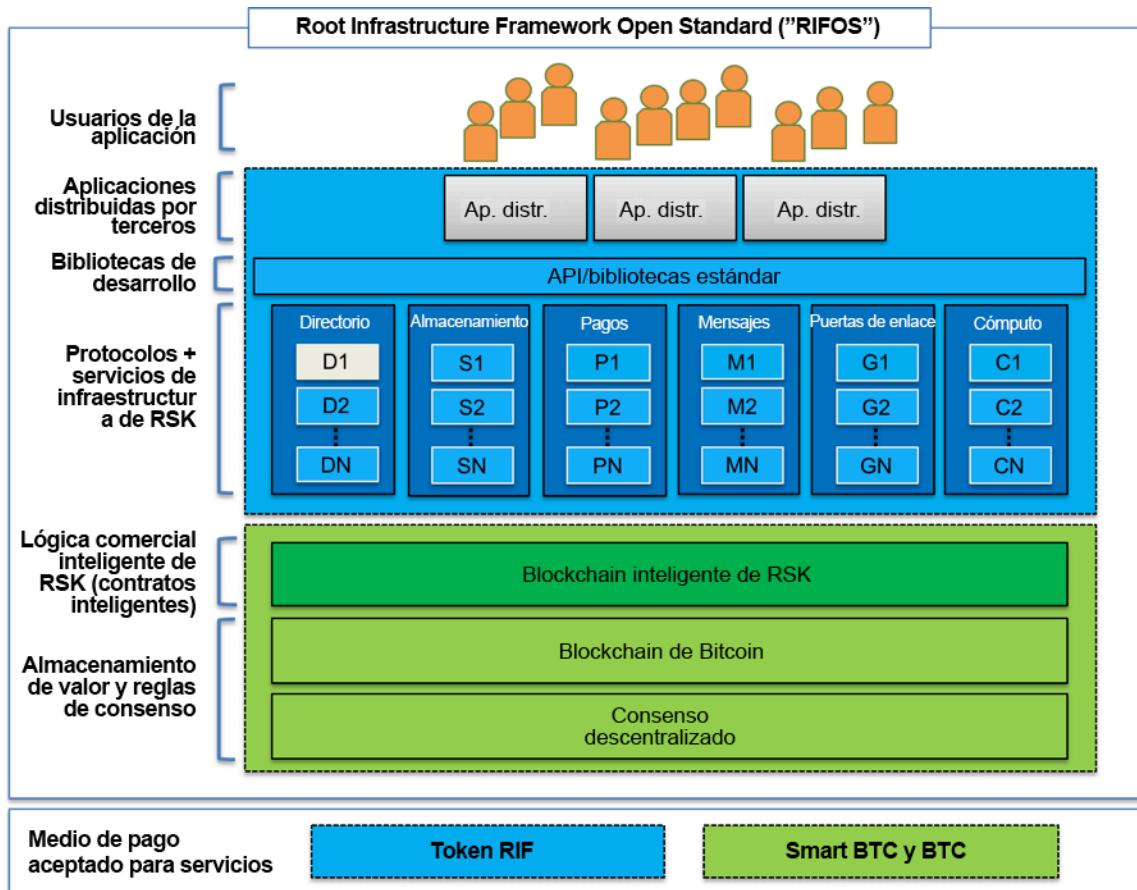 Root Infrastructure Framework Open Standard ("RIFOS")
Usuarios de la
aplicación
Aplicaciones
distribuidas por
terceros
Ap. distr.
Ap. distr.
Ap. distr.
Bibliotecas de
desarrollo
API/bibliotecas estándar
Protocolos +
servicios de
infraestructur
a de RSK
Directorio
D1
D2
DN
Almacenamiento
S1
S2
SN
Pagos
P1
P2
PN
Mensajes
M1
M2
MN
Puertas de enlace
G1
G2
GN
Cómputo
C1
C2
CN
Lógica comercial
inteligente de
RSK (contratos
inteligentes)
Blockchain inteligente de RSK
Almacenamiento
de valor y reglas
de consenso
Blockchain de Bitcoin
Consenso
descentralizado
Medio de pago
aceptado para servicios
Token RIF
Smart BTC y BTC